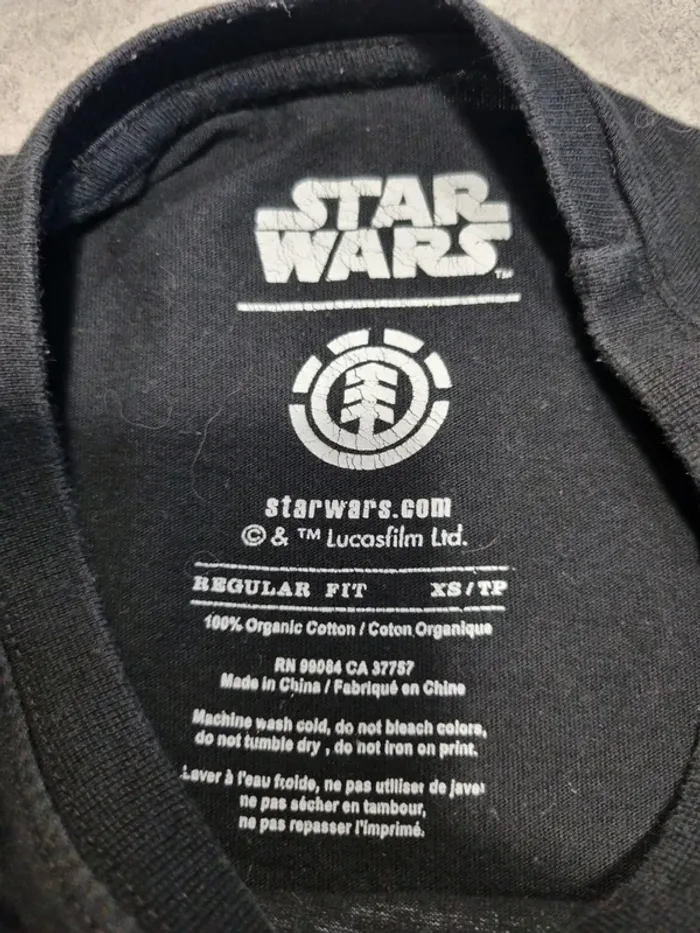 STAR
WARS
™
starwars.com
© & ™ Lucasfilm Ltd.
REGULAR FIT XS/TP
100% Organic Cotton / Coton Organique
RN 99084 CA 37757
Made in China / Fabriqué en Chine
Machine wash cold, do not bleach colors,
do not tumble dry , do not iron on print.
Laver à l'eau froide, ne pas utiliser de javel
ne pas sécher en tambour,
ne pas repasser l'imprimé.